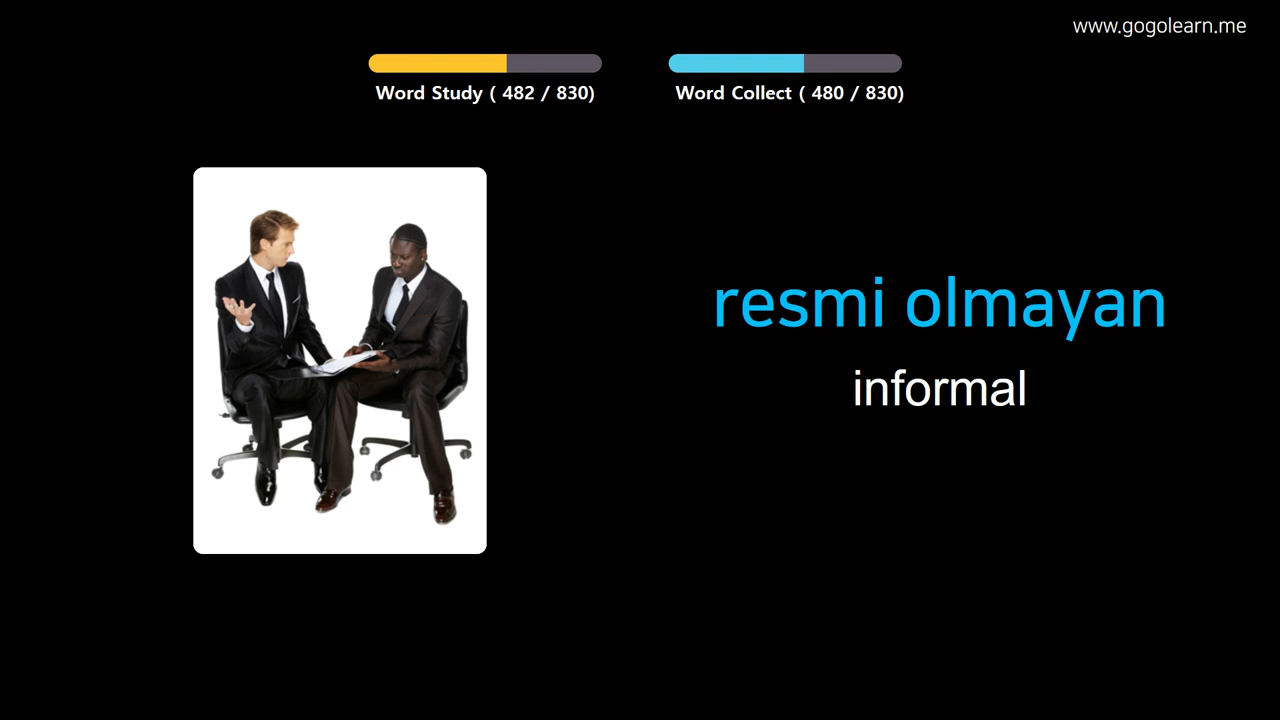 www.gogolearn.me
Word Study ( 482 / 830)
Word Collect ( 480 / 830)
resmi olmayan
informal